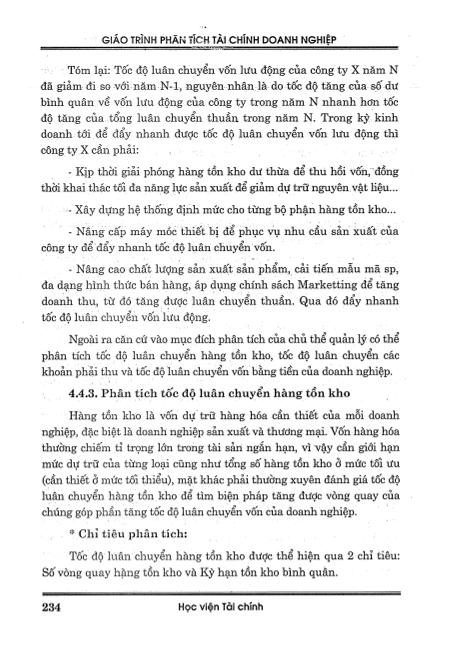 GIÁO TRÌNH PHÂN TÍCH TÀI CHÍNH DOANH NGHIỆP
Tóm lại: Tốc độ luân chuyển vốn lưu động của công ty X năm N
đã giảm đi so với năm N-1, nguyên nhân là do tốc độ tăng của số dư
bình quân về vốn lưu động của công ty trong năm N nhanh hơn tốc
độ tăng của tổng luân chuyển thuần trong năm N. Trong kỳ kinh
doanh tới để đẩy nhanh được tốc độ luân chuyển vốn lưu động thì
công ty X cần phải:
- Kịp thời giải phóng hàng tồn kho dư thừa để thu hồi vốn, đồng
thời khai thác tối đa năng lực sản xuất để giảm dự trữ nguyên vật liệu...
- Xây dựng hệ thống định mức cho từng bộ phận hàng tồn kho...
- Nâng cấp máy móc thiết bị để phục vụ nhu cầu sản xuất của
công ty để đẩy nhanh tốc độ luân chuyển vốn.
- Nâng cao chất lượng sản xuất sản phẩm, cải tiến mẫu mã sp,
đa dạng hình thức bán hàng, áp dụng chính sách Marketting để tăng
doanh thu, từ đó tăng được luân chuyển thuần. Qua đó đẩy nhanh
tốc độ luân chuyển vốn lưu động.
Ngoài ra căn cứ vào mục đích phân tích của chủ thể quản lý có thể
phân tích tốc độ luân chuyển hàng tồn kho, tốc độ luân chuyển các
khoản phải thu và tốc độ luân chuyển vốn bằng tiền của doanh nghiệp.
4.4.3. Phân tích tốc độ luân chuyển hàng tồn kho
Hàng tồn kho là vốn dự trữ hàng hóa cần thiết của mỗi doanh
nghiệp, đặc biệt là doanh nghiệp sản xuất và thương mại. Vốn hàng hóa
thường chiếm tỉ trọng lớn trong tài sản ngắn hạn, vì vậy cần giới hạn
mức dự trữ của từng loại cũng như tổng số hàng tồn kho ở mức tối ưu
(cần thiết ở mức tối thiểu), mặt khác phải thường xuyên đánh giá tốc độ
luân chuyển hàng tồn kho để tìm biện pháp tăng được vòng quay của
chúng góp phần tăng tốc độ luân chuyển vốn của doanh nghiệp.
* Chỉ tiêu phân tích:
Tốc độ luân chuyển hàng tồn kho được thể hiện qua 2 chỉ tiêu:
Số vòng quay hàng tồn kho và Kỳ hạn tồn kho bình quân.
234
Học viện Tài chính